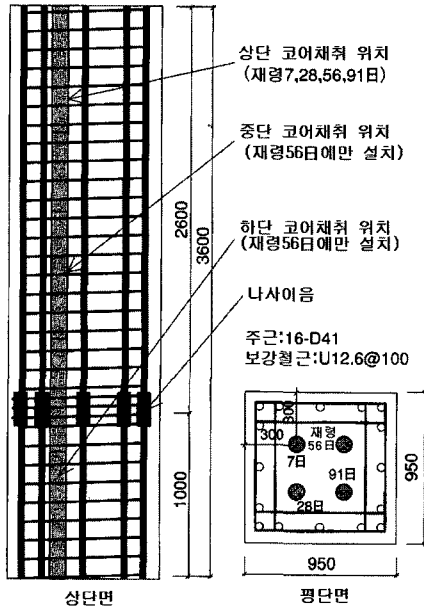 상단 코어채취 위치
(재령7,28,56,91日)
중단 코어채취 위치
(재령56日에만 설치)
하단 코어채취 위치
(재령56日에만 설치)
나사이음
주근:16-D41
보강철근:U12.6@100
2600
3600
1000
300
300
재령
56日
7日
91日
28日
950
950
상단면
평단면